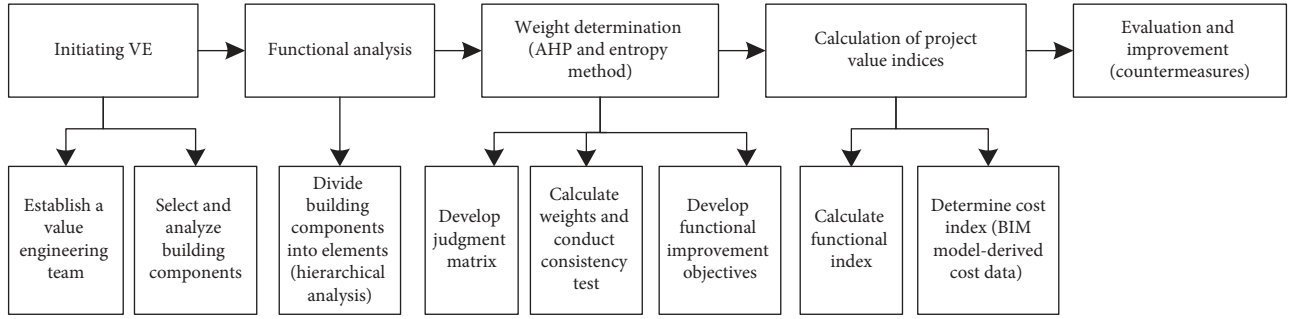 Initiating VE
Functional analysis
Weight determination
(AHP and entropy
method)
Calculation of project
value indices
Evaluation and
improvement
(countermeasures)
Establish a
value
engineering
team
Select and
analyze
building
components
Divide
building
components
into elements
(hierarchical
analysis)
Develop
judgment
matrix
Calculate
weights and
conduct
consistency
test
Develop
functional
improvement
objectives
Calculate
functional
index
Determine cost
index (BIM
model-derived
cost data)